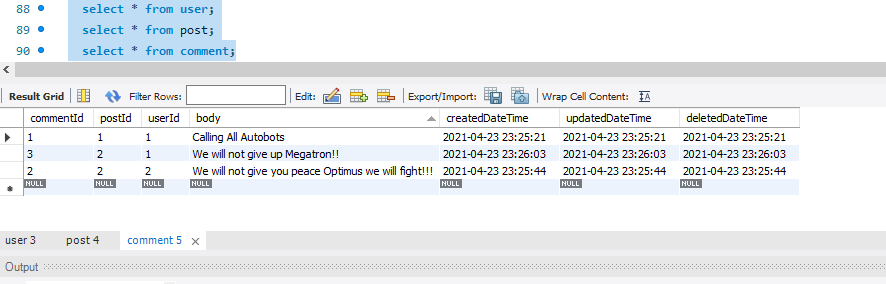 88 select * from user;
89 select * from post;
90 select * from comment;
Result Grid Filter Rows: Edit: Export/Import: Wrap Cell Content:
commentId postId userId body createdDateTime updatedDateTime deletedDateTime
1 1 1 Calling All Autobots 2021-04-23 23:25:21 2021-04-23 23:25:21 2021-04-23 23:25:21
3 2 1 We will not give up Megatron!! 2021-04-23 23:26:03 2021-04-23 23:26:03 2021-04-23 23:26:03
2 2 2 We will not give you peace Optimus we will fight!!! 2021-04-23 23:25:44 2021-04-23 23:25:44 2021-04-23 23:25:44
NULL NULL NULL NULL NULL NULL NULL
user 3 post 4 comment 5
Output